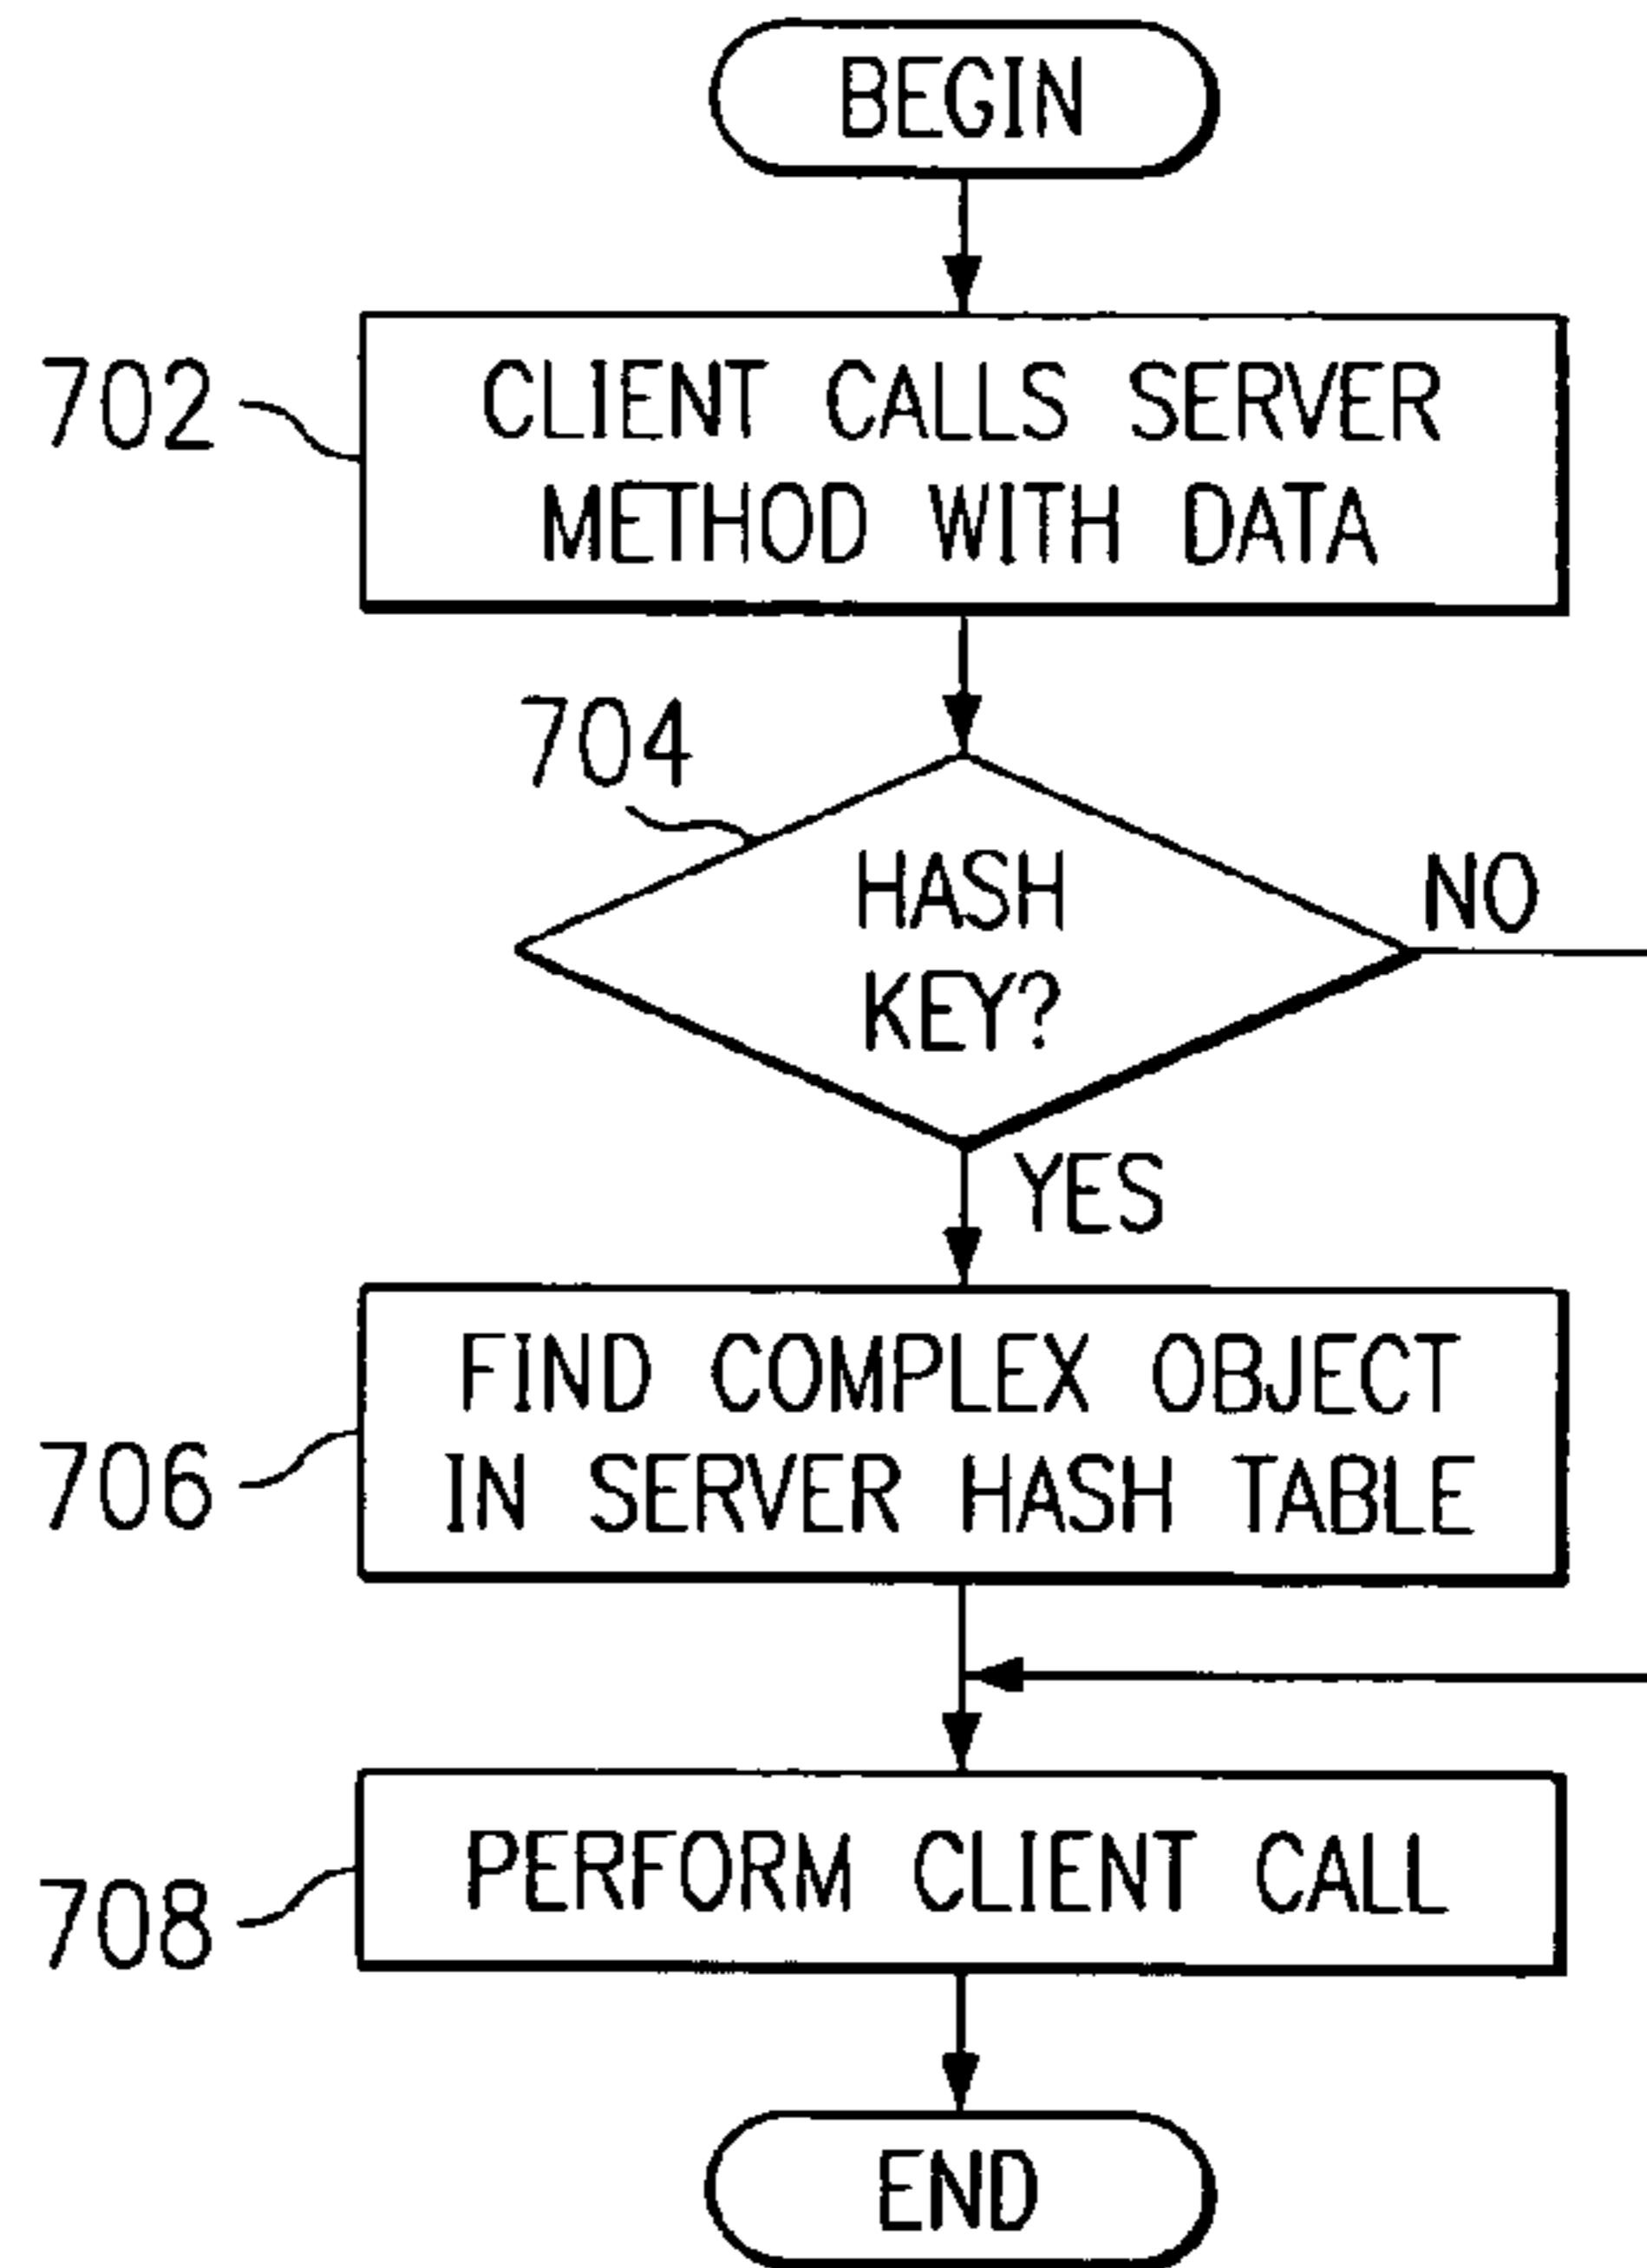 BEGIN
702
CLIENT CALLS SERVER
METHOD WITH DATA
704
HASH
KEY?
NO
YES
706
FIND COMPLEX OBJECT
IN SERVER HASH TABLE
708
PERFORM CLIENT CALL
END